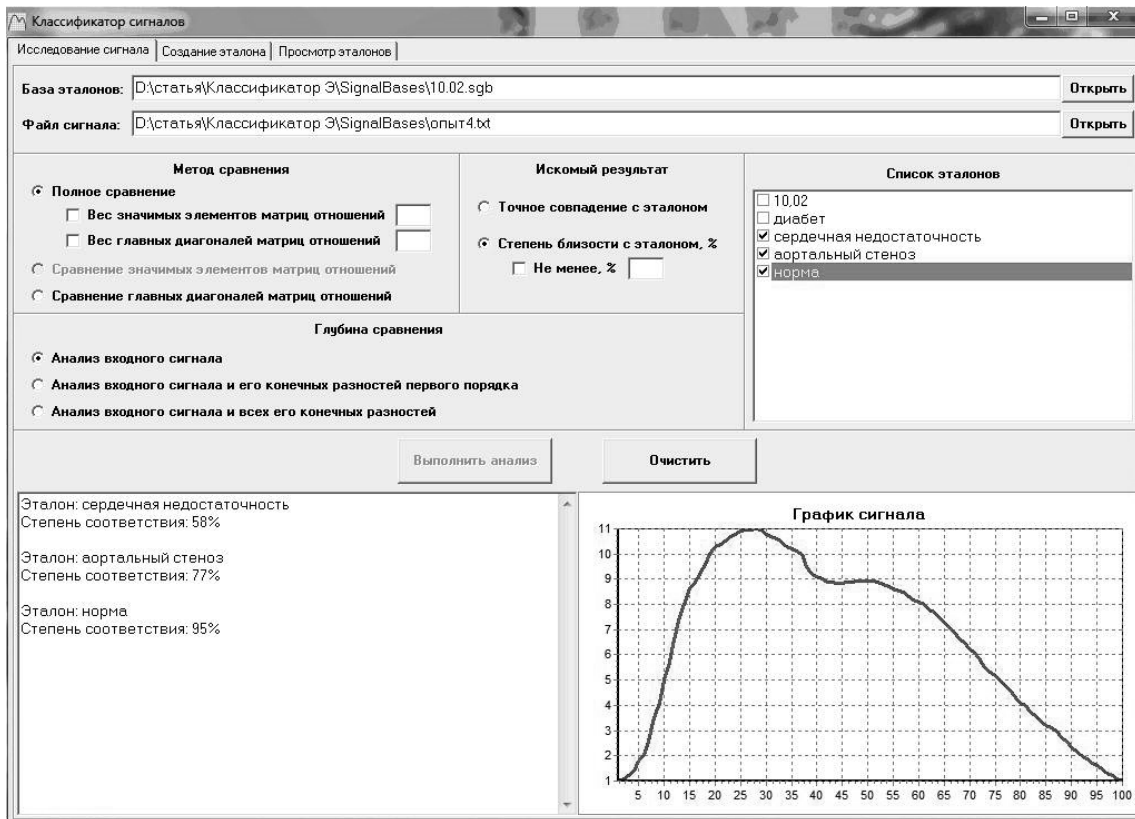 Классификатор сигналов
Исследование сигнала Создание эталона Просмотр эталонов
База эталонов: D:\статья\Классификатор Э\SignalBases\10.02.sgb Открыть
Файл сигнала: D:\статья\Классификатор Э\SignalBases\опыт4.txt Открыть
Метод сравнения
Полное сравнение
Вес значимых элементов матриц отношений
Вес главных диагоналей матриц отношений
Сравнение значимых элементов матриц отношений
Сравнение главных диагоналей матриц отношений
Искомый результат
Точное совпадение с эталоном
Степень близости с эталоном, %
Не менее, %
Список эталонов
10,02
диабет
сердечная недостаточность
аортальный стеноз
норма
Глубина сравнения
Анализ входного сигнала
Анализ входного сигнала и его конечных разностей первого порядка
Анализ входного сигнала и всех его конечных разностей
Выполнить анализ Очистить
Эталон: сердечная недостаточность
Степень соответствия: 58%
Эталон: аортальный стеноз
Степень соответствия: 77%
Эталон: норма
Степень соответствия: 95%
График сигнала
11
10
9
8
7
6
5
4
3
2
1
5 10 15 20 25 30 35 40 45 50 55 60 65 70 75 80 85 90 95 100